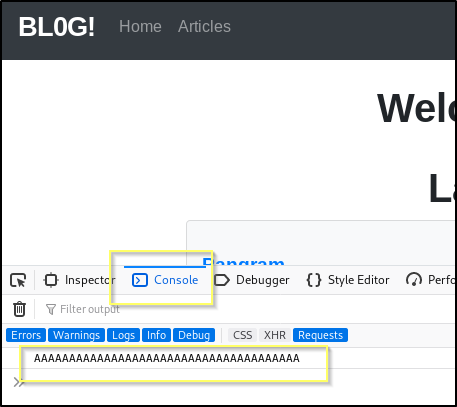 BL0G! Home Articles
Welc
La
Pangram
Inspector Console Debugger Style Editor Perfo
Filter output
Errors Warnings Logs Info Debug CSS XHR Requests
AAAAAAAAAAAAAAAAAAAAAAAAAAAAAAAAAAAAAA
>>